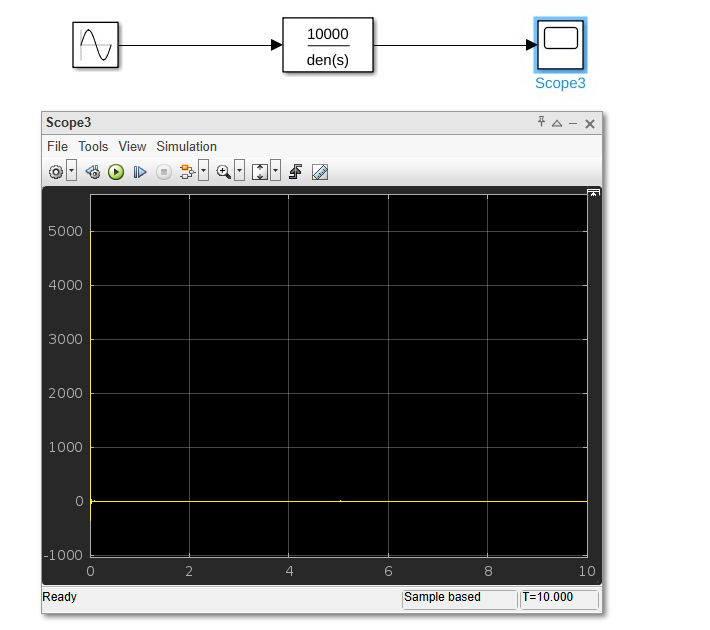 10000
den(s)
Scope3
Scope3
File Tools View Simulation
5000
4000
3000
2000
1000
0
-1000
0 2 4 6 8 10
Ready Sample based T=10.000